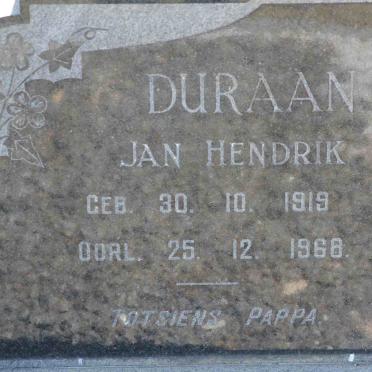 DURAAN
JAN HENDRIK
GEB. 30. 10. 1919
OORL. 25. 12. 1968.
TOTSIENS PAPPA.